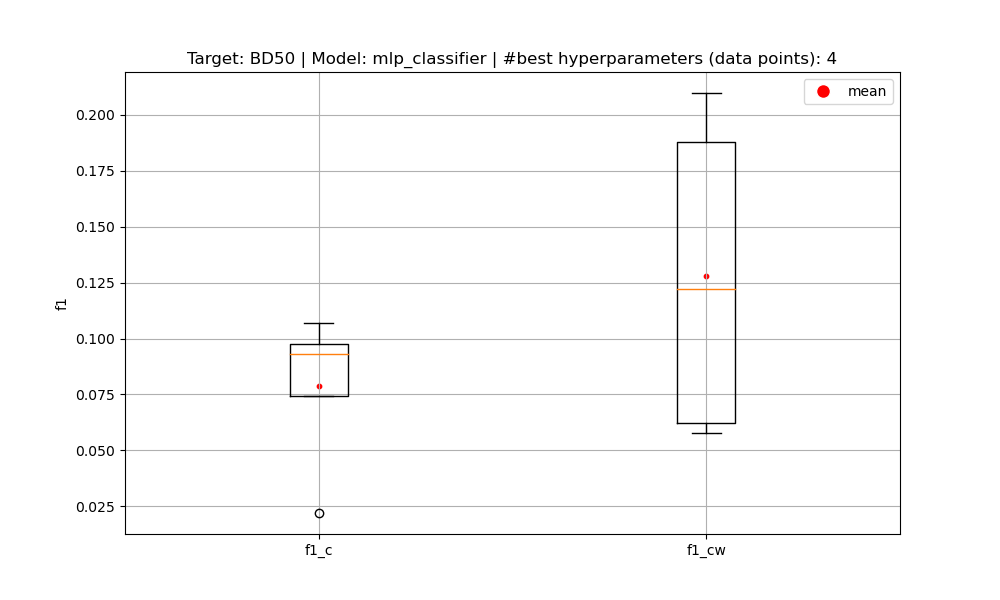 Target: BD50 | Model: mlp_classifier | #best hyperparameters (data points): 4
mean
0.200
0.175
0.150
0.125
0.100
0.075
0.050
0.025
f1
f1_c
f1_cw